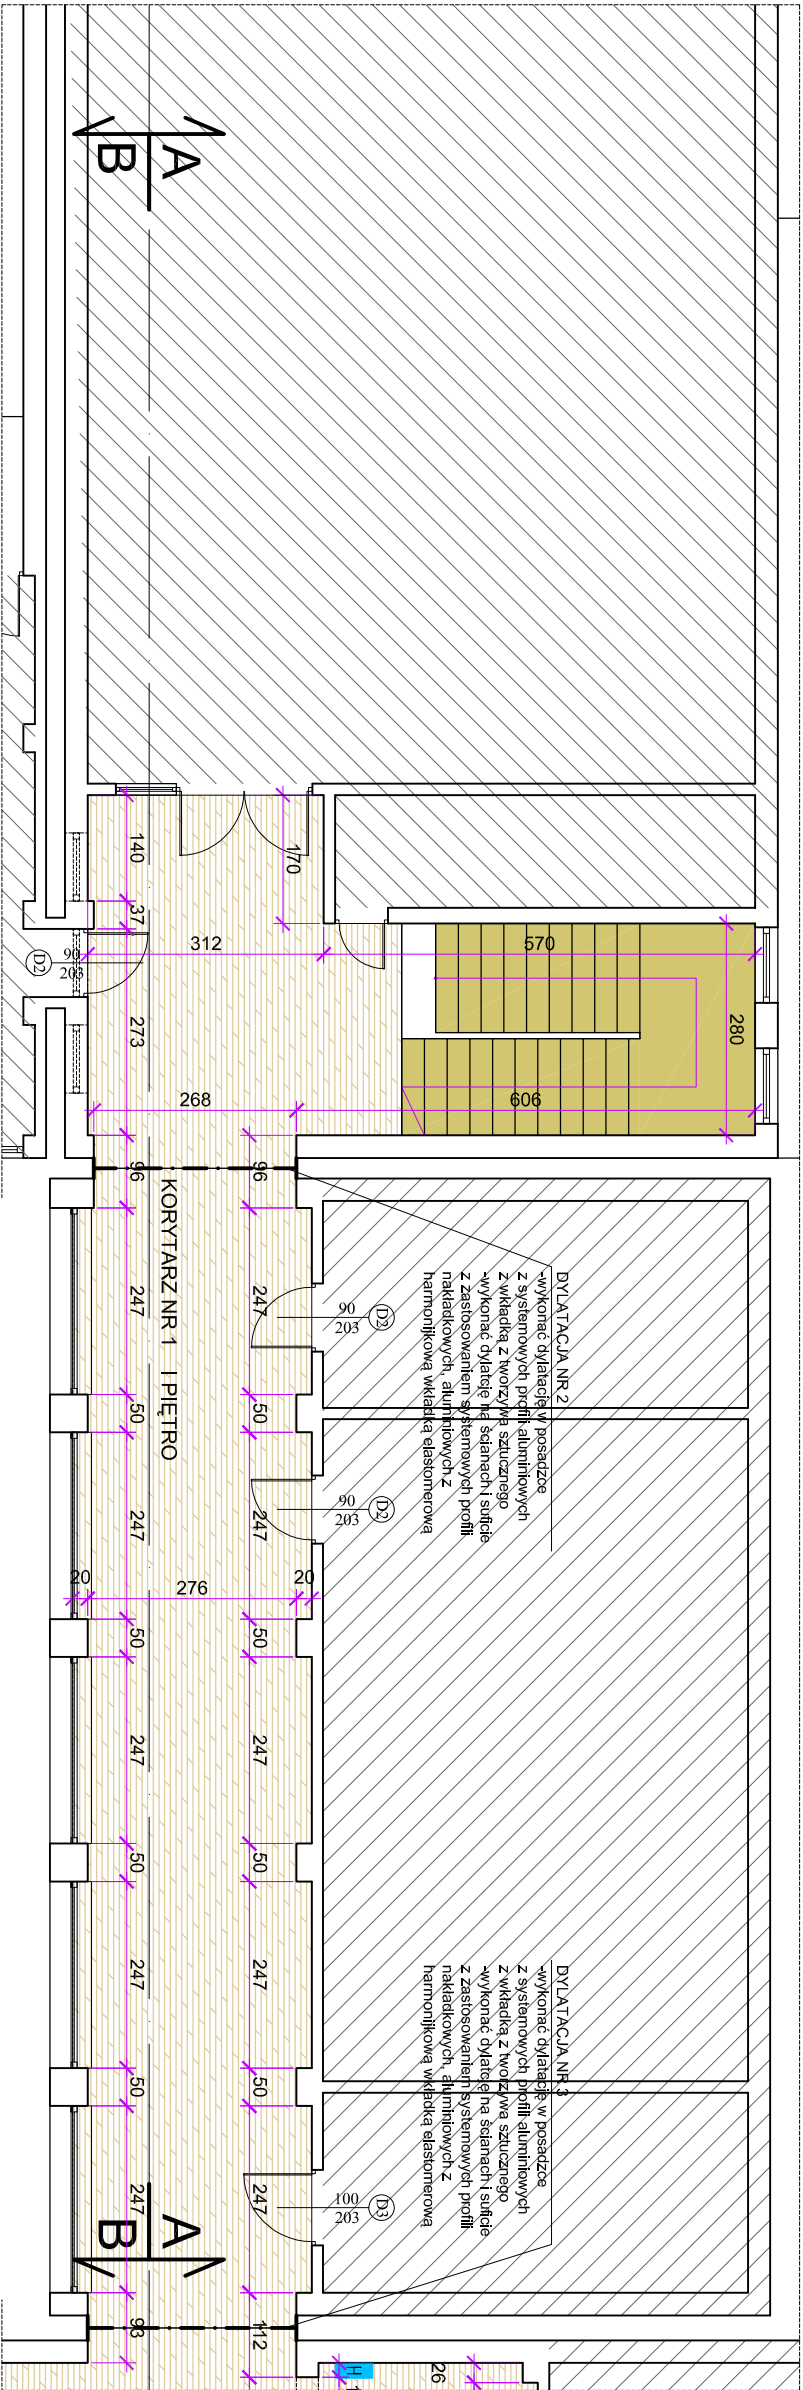 A
B
140
170
37
312
570
D2
90
203
273
280
268
606
96
96
KORYTARZ NR 1 I PIĘTRO
DYLATACJA NR 2
-wykonać dylatację w posadzce
z systemowych profili aluminiowych
z wkładką z tworzywa sztucznego
-wykonać dylatcję na ścianach i suficie
z zastosowaniem systemowych profili
nakładkowych, aluminiowych z
harmonijkową wkładką elastomerową
247
247
90
203
D2
50
50
90
203
D2
247
247
20
276
20
50
50
247
247
50
50
247
247
DYLATACJA NR 3
-wykonać dylatację w posadzce
z systemowych profili aluminiowych
z wkładką z tworzywa sztucznego
-wykonać dylatcję na ścianach i suficie
z zastosowaniem systemowych profili
nakładkowych, aluminiowych z
harmonijkową wkładką elastomerową
50
50
247
247
100
203
D3
A
B
93
112
H
26